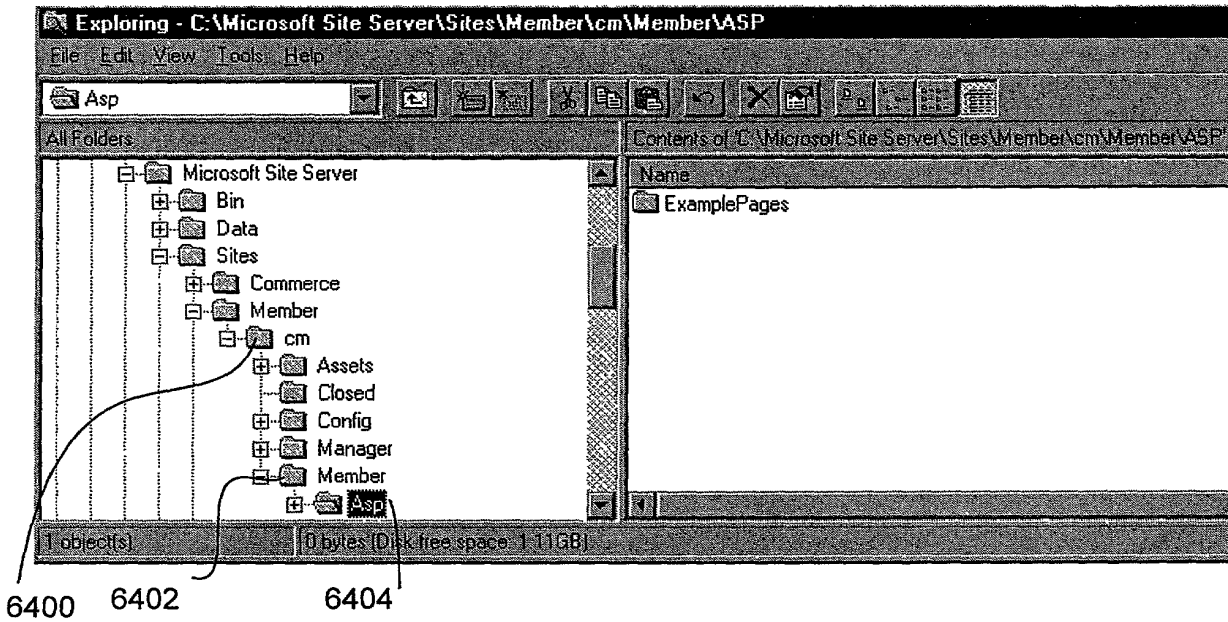 Exploring - C:\Microsoft Site Server\Sites\Member\cm\Member\ASP
File Edit View Tools Help
Asp
All Folders
Contents of 'C:\Microsoft Site Server\Sites\Member\cm\Member\ASP'
Microsoft Site Server
Bin
Data
Sites
Commerce
Member
cm
Assets
Closed
Config
Manager
Member
Asp
Name
ExamplePages
1 object(s)
0 bytes (Disk free space: 1.11GB)
6400 6402 6404